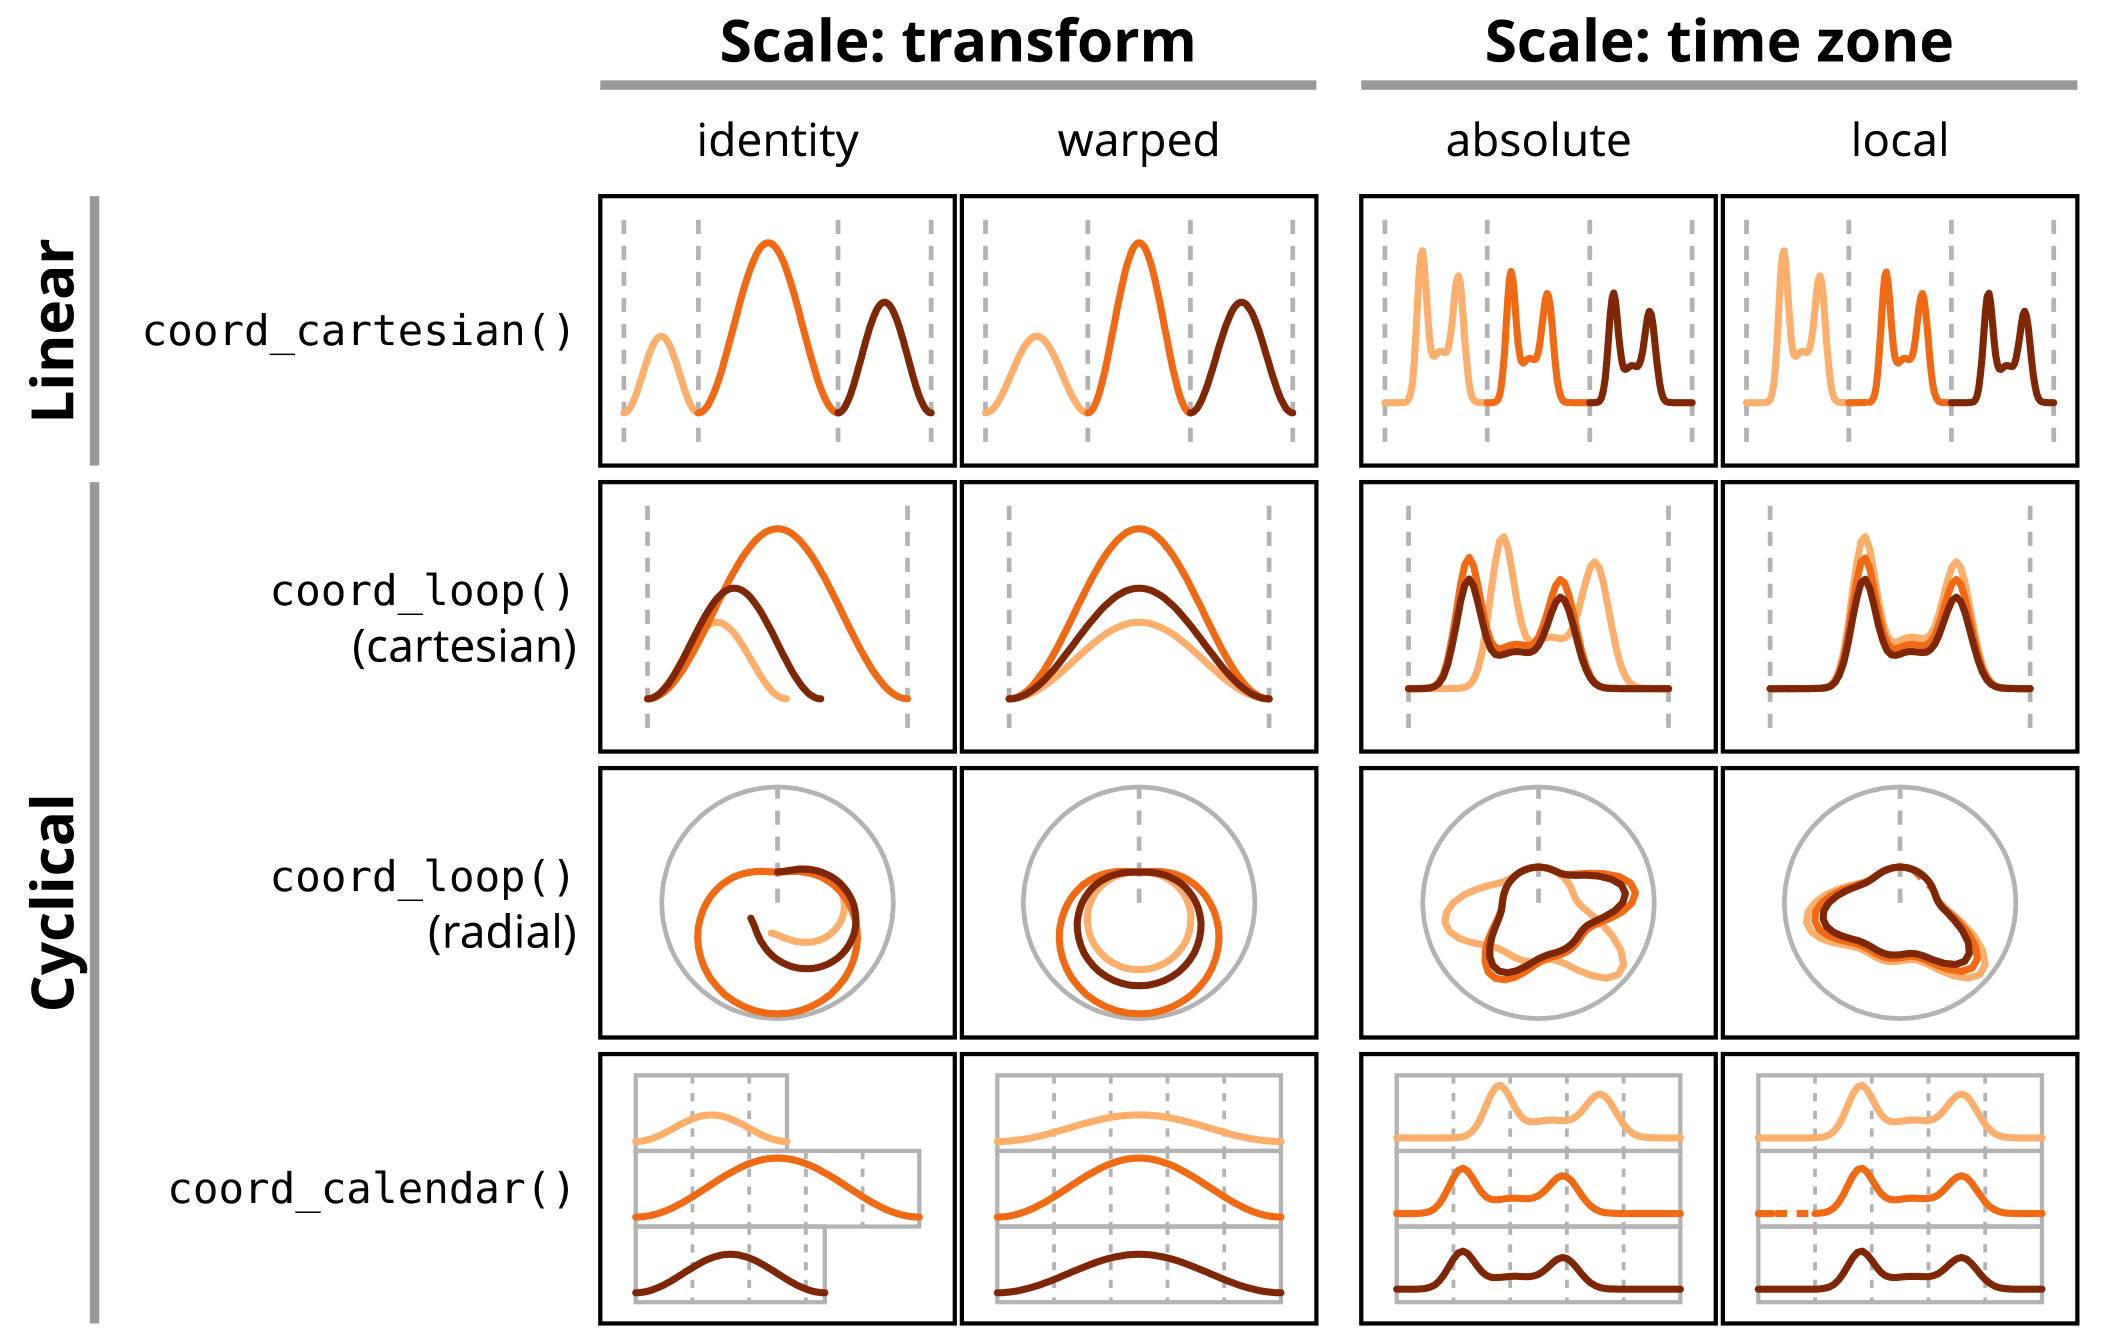 Scale: transform
Scale: time zone
identity
warped
absolute
local
Linear
coord_cartesian()
Cyclical
coord_loop()
(cartesian)
coord_loop()
(radial)
coord_calendar()